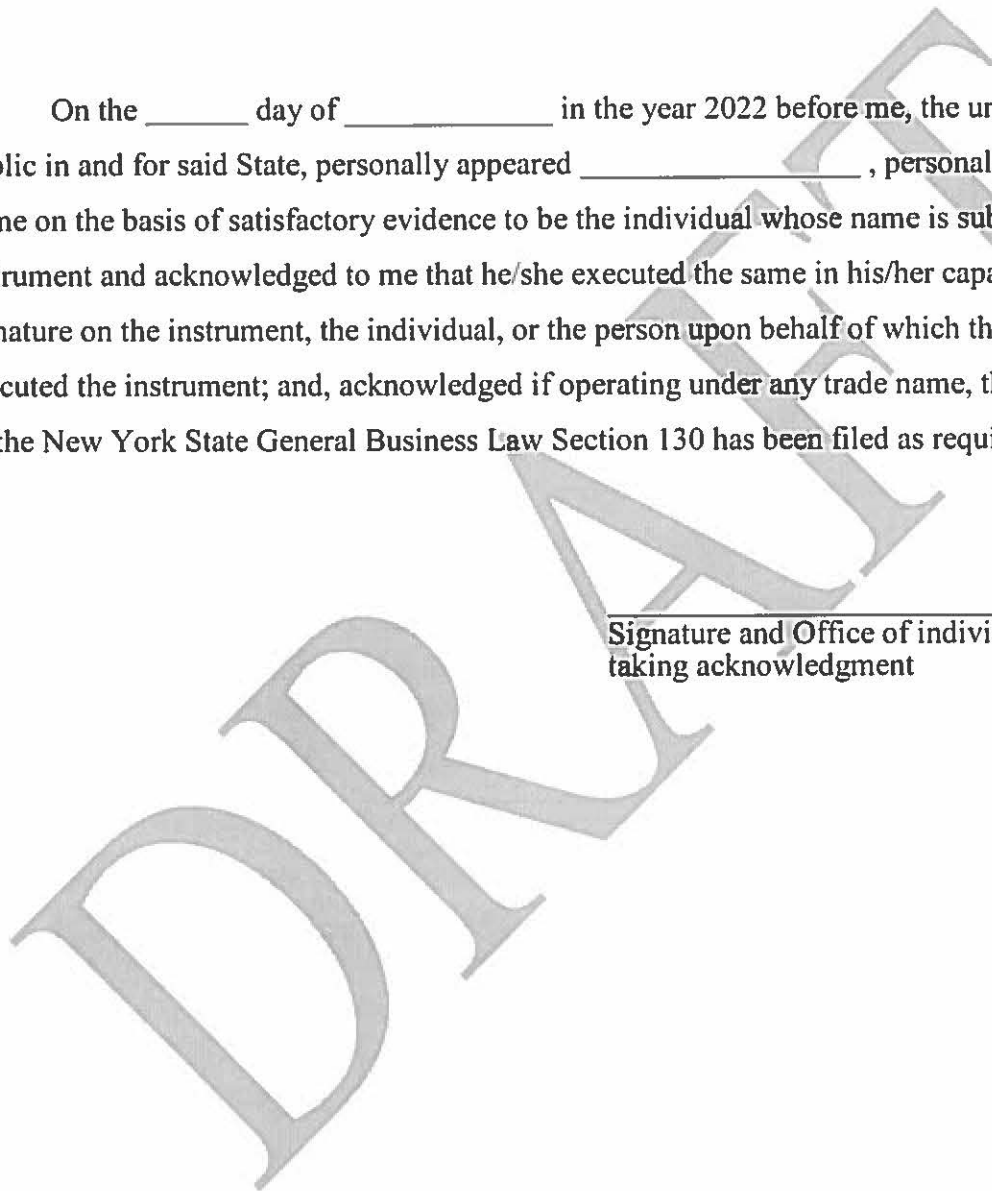 On the ______ day of ____________ in the year 2022 before me, the un
blic in and for said State, personally appeared ________________ , personal
me on the basis of satisfactory evidence to be the individual whose name is sub
trument and acknowledged to me that he/she executed the same in his/her capa
nature on the instrument, the individual, or the person upon behalf of which th
cuted the instrument; and, acknowledged if operating under any trade name, th
the New York State General Business Law Section 130 has been filed as requi
Signature and Office of indivi
taking acknowledgment
DRAFT